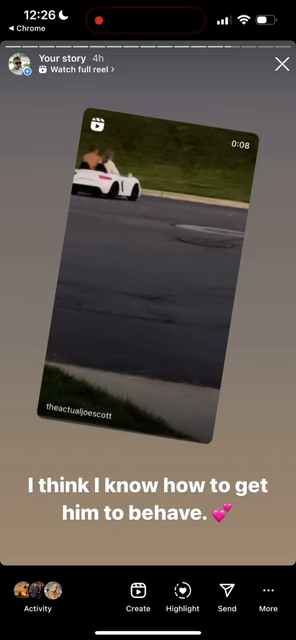 12:26
Chrome
Your story 4h
Watch full reel
0:08
theactualjoescott
I think I know how to get
him to behave. 💕
Activity
Create
Highlight
Send
More